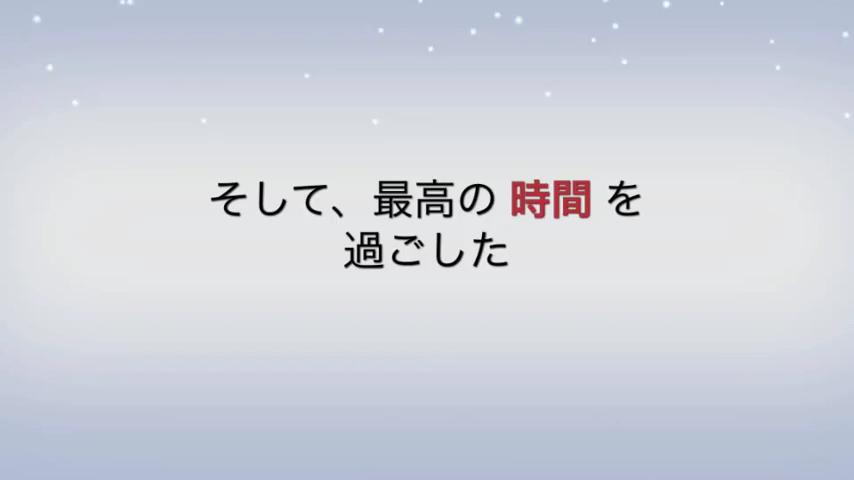 そして、最高の 時間 を
過ごした